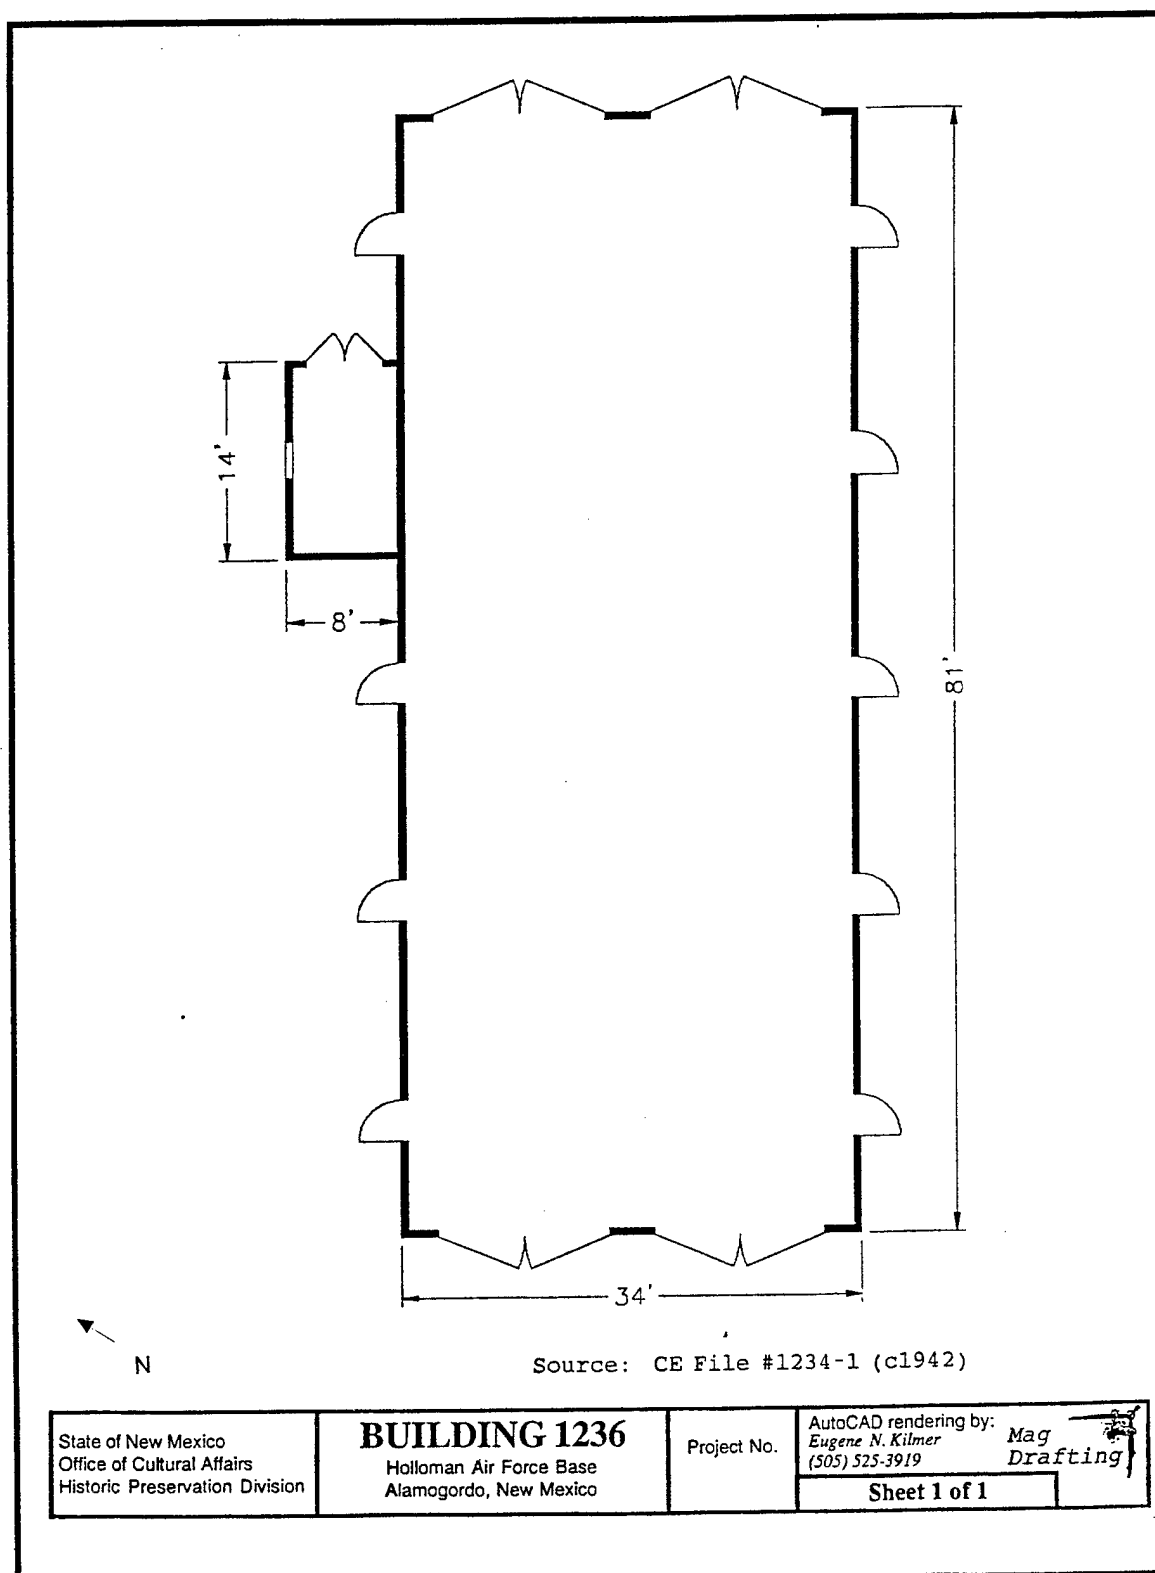 14'
8'
81'
34'
N
Source: CE File #1234-1 (c1942)
State of New Mexico
Office of Cultural Affairs
Historic Preservation Division
BUILDING 1236
Holloman Air Force Base
Alamogordo, New Mexico
Project No.
AutoCAD rendering by:
Eugene N. Kilmer
(505) 525-3919
Mag
Drafting
Sheet 1 of 1